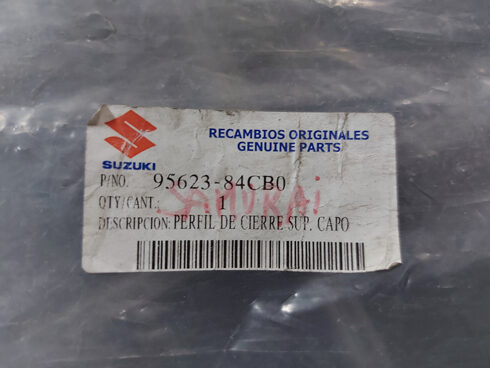 RECAMBIOS ORIGINALES
GENUINE PARTS
SUZUKI
P/NO. 95623-84CB0
QTY/CANT.: 1
SAMURAi
DESCRIPCION: PERFIL DE CIERRE SUP. CAPO